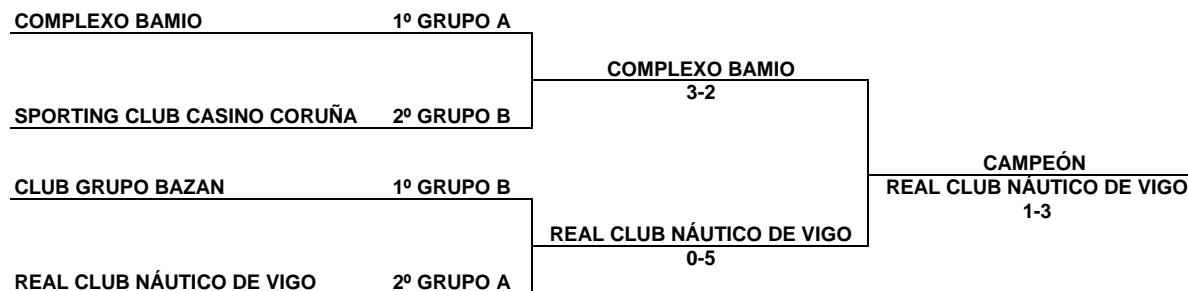 COMPLEXO BAMIO 1º GRUPO A
COMPLEXO BAMIO
3-2
SPORTING CLUB CASINO CORUÑA 2º GRUPO B
CAMPEÓN
CLUB GRUPO BAZAN 1º GRUPO B
REAL CLUB NÁUTICO DE VIGO
1-3
REAL CLUB NÁUTICO DE VIGO
0-5
REAL CLUB NÁUTICO DE VIGO 2º GRUPO A